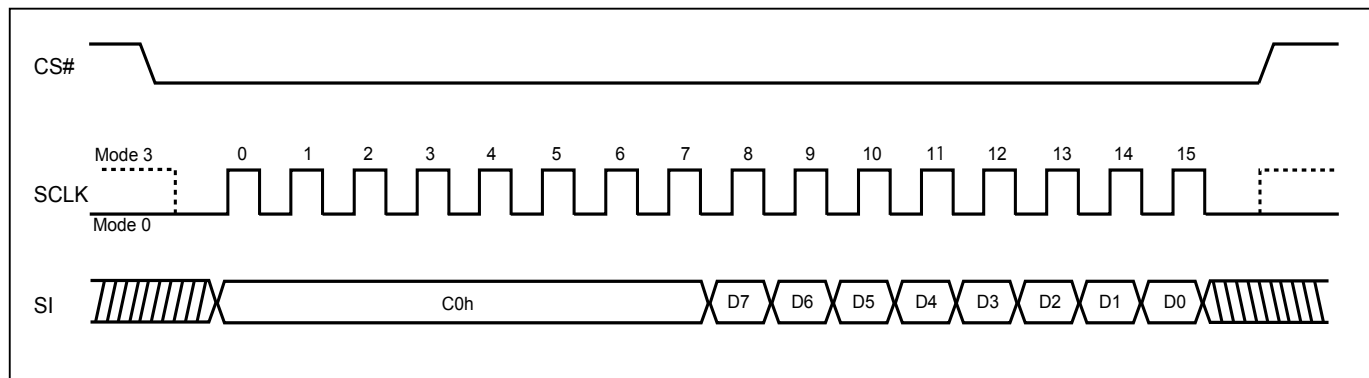 CS#
Mode 3
0 1 2 3 4 5 6 7 8 9 10 11 12 13 14 15
SCLK
Mode 0
SI
C0h D7 D6 D5 D4 D3 D2 D1 D0